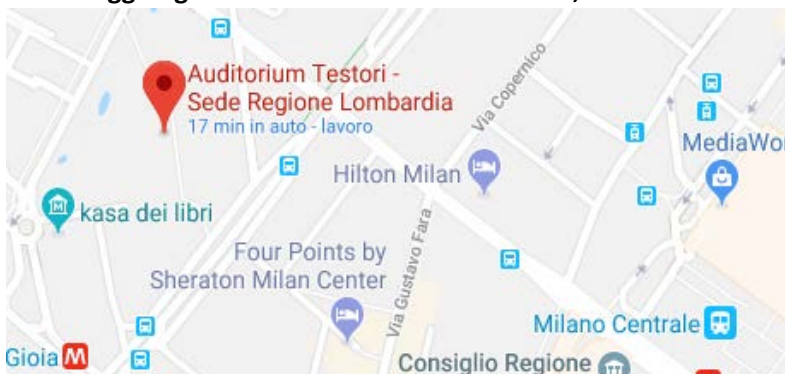 Auditorium Testori -
Sede Regione Lombardia
17 min in auto - lavoro
Via Copernico
MediaWo
Hilton Milan
kasa dei libri
Via Gustavo Fara
Four Points by
Sheraton Milan Center
Milano Centrale
Gioia M
Consiglio Regione